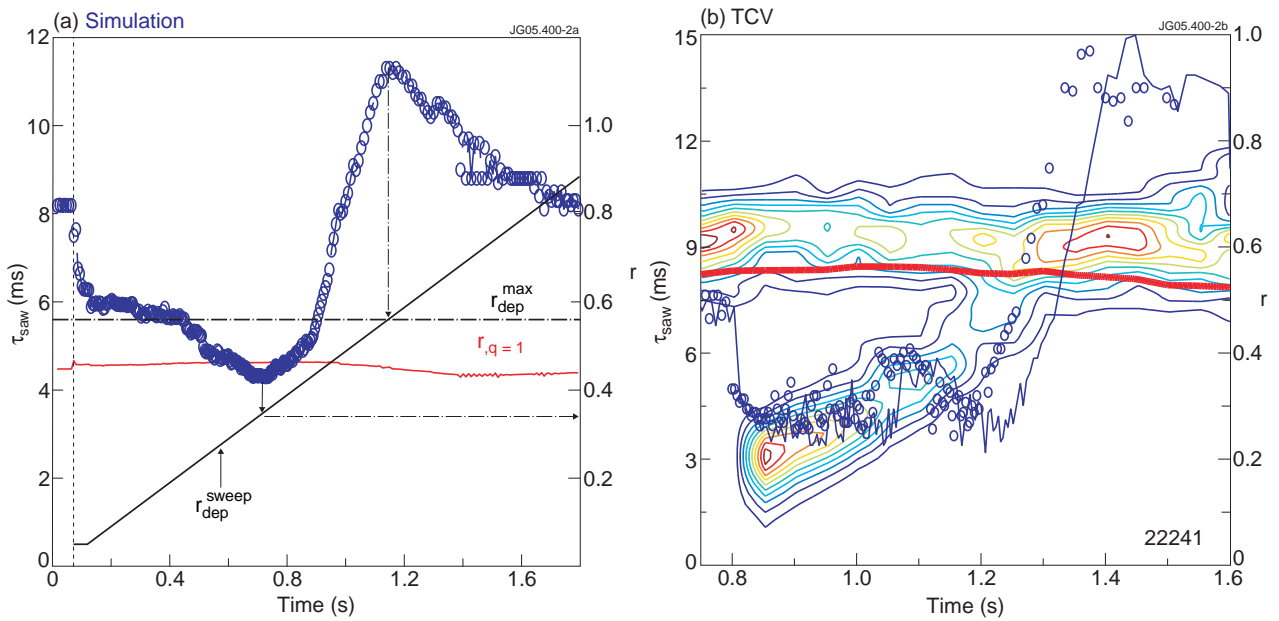 (a) Simulation
JG05.400-2a
12
10
8
6
4
2
0
τsaw (ms)
1.0
0.8
0.6
0.4
0.2
r
r dep max
r,q = 1
r dep sweep
0 0.4 0.8 1.2 1.6
Time (s)
(b) TCV
JG05.400-2b
15
12
9
6
3
0
τsaw (ms)
1.0
0.8
0.6
0.4
0.2
0
r
22241
0.8 1.0 1.2 1.4 1.6
Time (s)